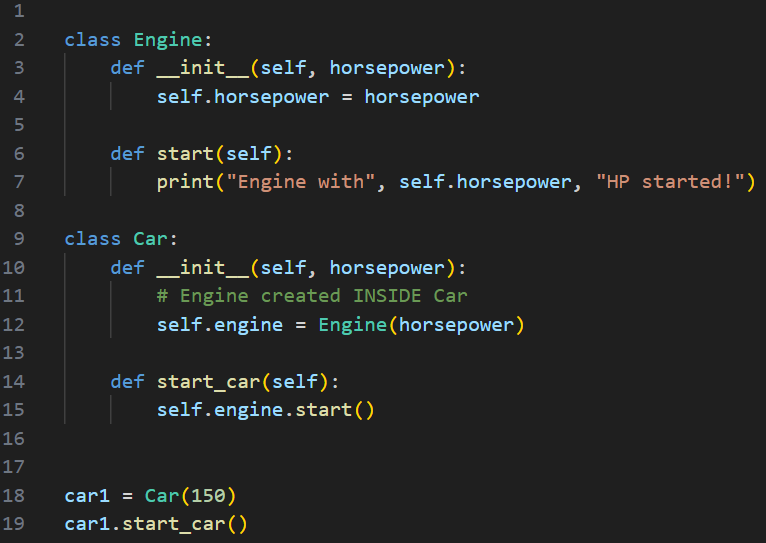 1
2 class Engine:
3     def __init__(self, horsepower):
4         self.horsepower = horsepower
5
6     def start(self):
7         print("Engine with", self.horsepower, "HP started!")
8
9 class Car:
10     def __init__(self, horsepower):
11         # Engine created INSIDE Car
12         self.engine = Engine(horsepower)
13
14     def start_car(self):
15         self.engine.start()
16
17
18 car1 = Car(150)
19 car1.start_car()